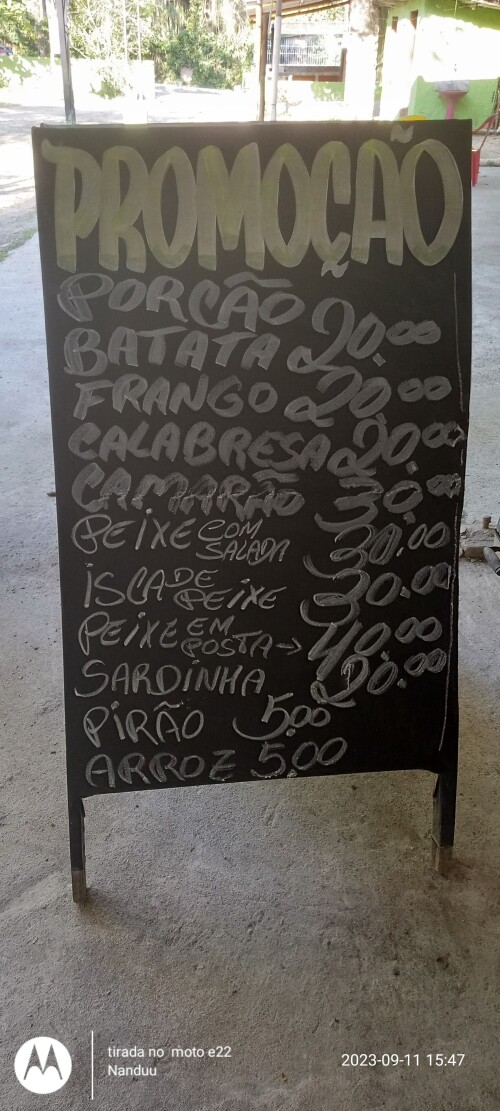 PROMOÇÃO
PORÇÃO
BATATA 20.00
FRANGO 20.00
CALABRESA 20.00
CAMARÃO 30.00
PEIXE COM SALADA 30.00
ISCA DE PEIXE 30.00
PEIXE EM POSTA → 40.00
SARDINHA 20.00
PIRÃO 5.00
ARROZ 5.00
tirada no moto e22
Nanduu
2023-09-11 15:47